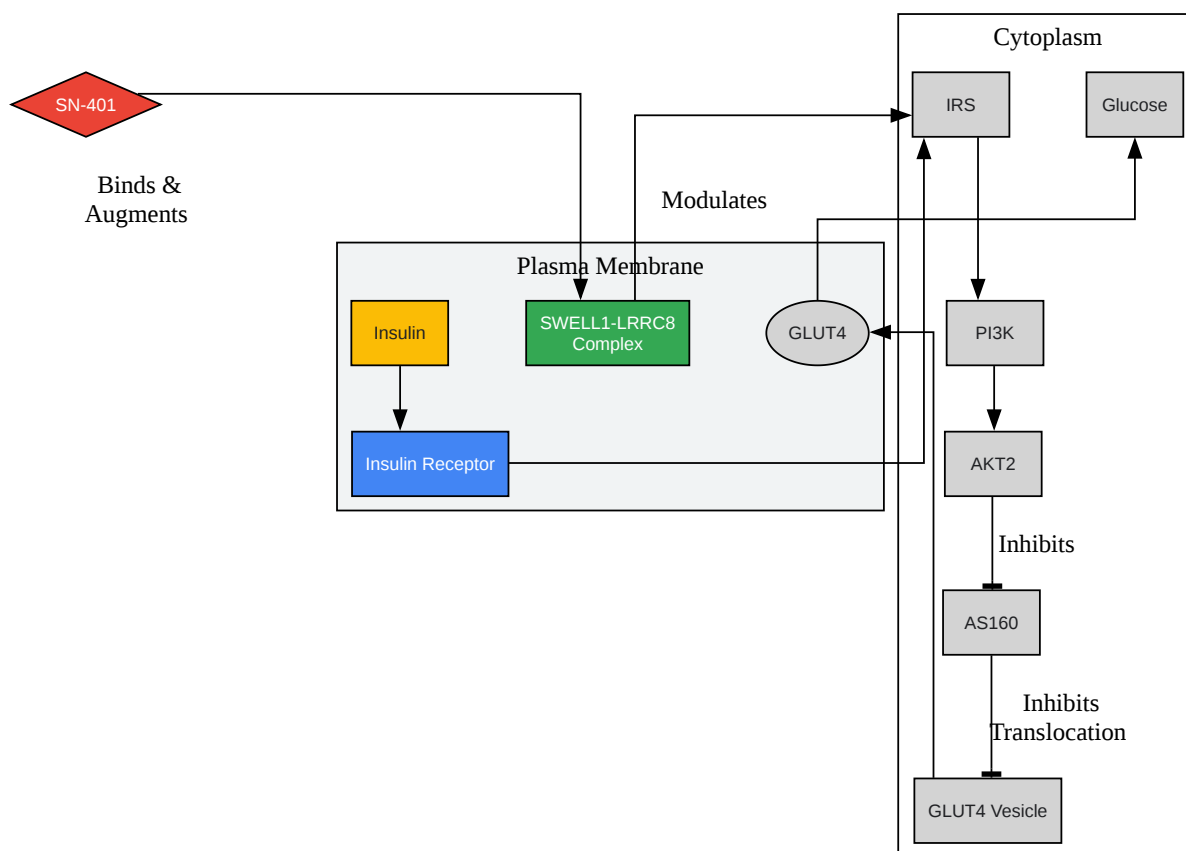 Cytoplasm
SN-401
IRS
Glucose
Binds &
Augments
Modulates
Plasma Membrane
Insulin
SWELL1-LRRC8
Complex
GLUT4
PI3K
Insulin Receptor
AKT2
Inhibits
AS160
Inhibits
Translocation
GLUT4 Vesicle